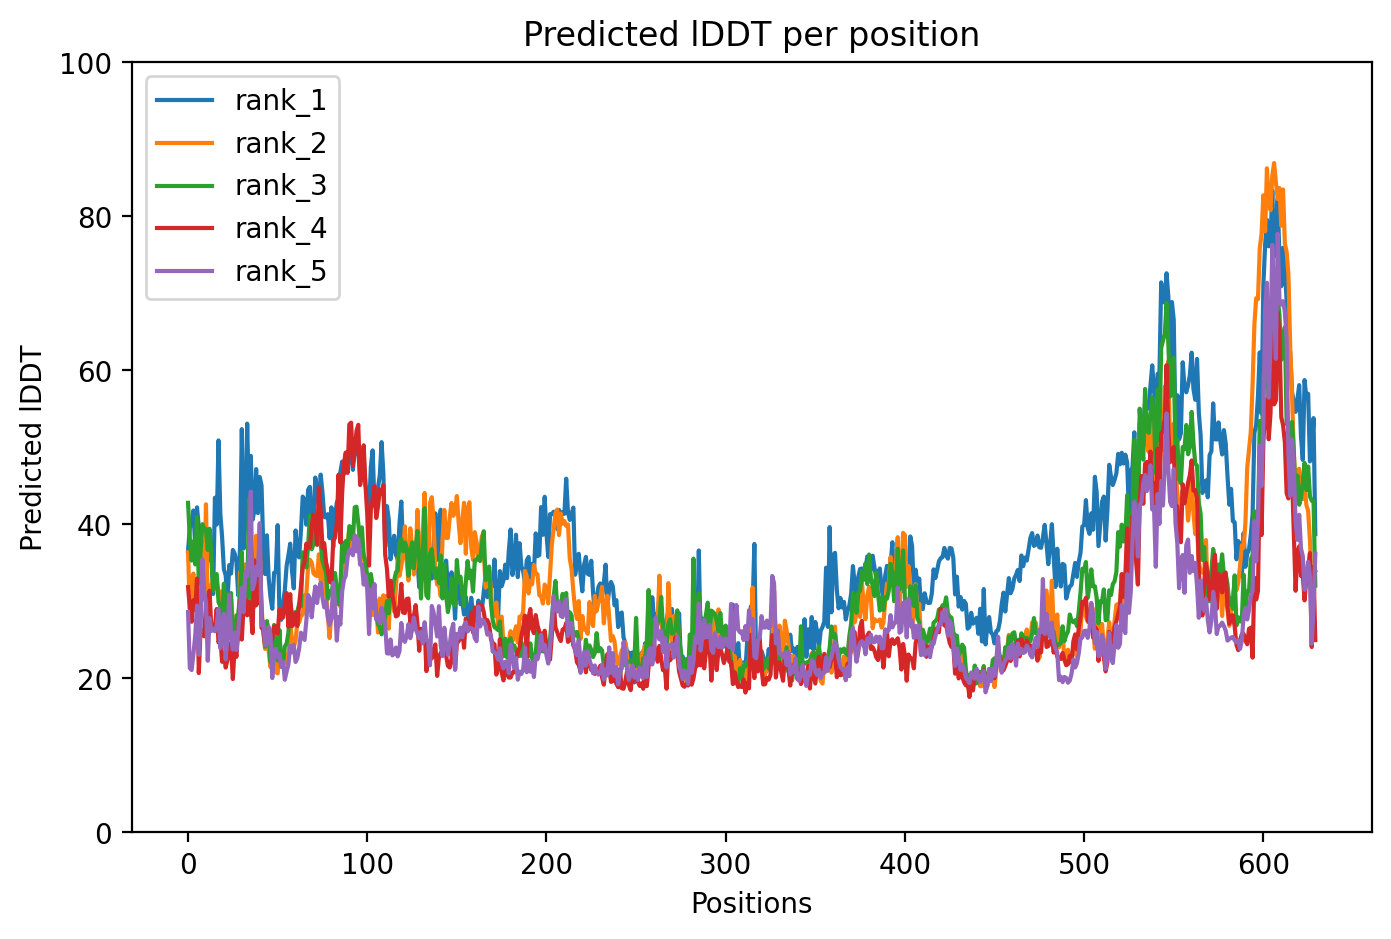 Predicted lDDT per position
100
80
60
40
20
0
Predicted lDDT
rank_1
rank_2
rank_3
rank_4
rank_5
0 100 200 300 400 500 600
Positions